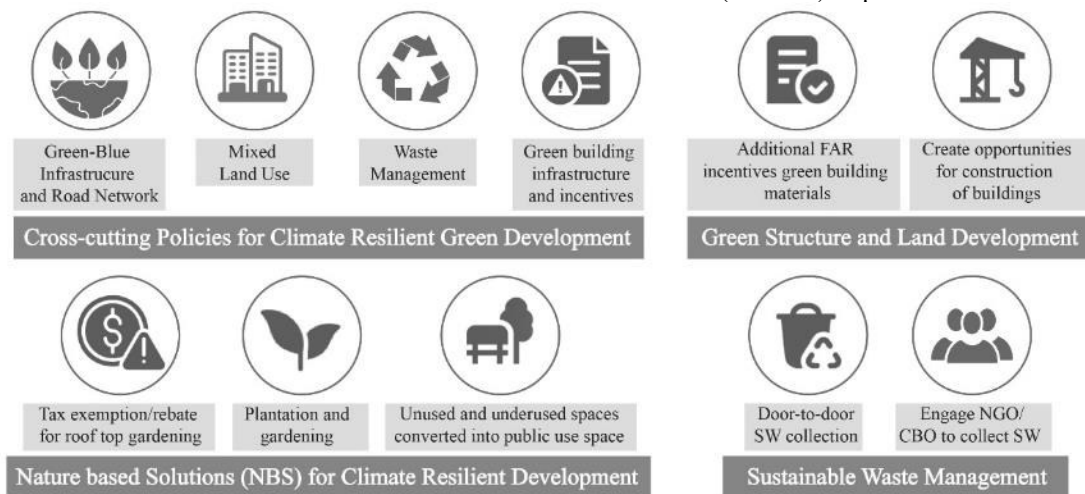 Green-Blue
Infrastrucure
and Road Network
Mixed
Land Use
Waste
Management
Green building
infrastructure
and incentives
Cross-cutting Policies for Climate Resilient Green Development
Additional FAR
incentives green building
materials
Create opportunities
for construction
of buildings
Green Structure and Land Development
Tax exemption/rebate
for roof top gardening
Plantation and
gardening
Unused and underused spaces
converted into public use space
Nature based Solutions (NBS) for Climate Resilient Development
Door-to-door
SW collection
Engage NGO/
CBO to collect SW
Sustainable Waste Management